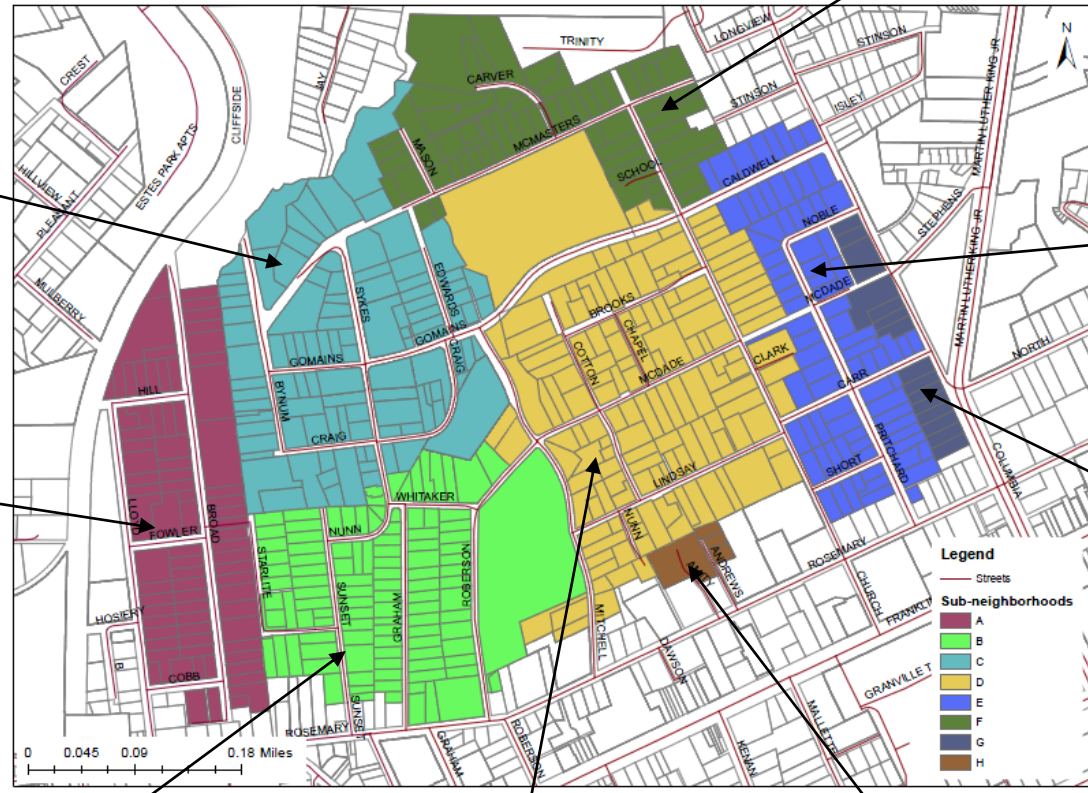 TRINITY
LONGVIEW
STINSON
N
CREST
CARVER
MY
CLIFFSIDE
ESTES PARK APTS
STINSON
ISLEY
MARTIN LUTHER KING JR
MCMASTERS
MASON
SCHOOL
CALDWELL
HILLVIEW
PLEASANT
NOBLE
STEPHENS
MULBERRY
SYKES
EDWARDS
BROOKS
MCDADE
MARTIN LUTHER KING JR
GOMAINS
GOMAINS
CRAIG
COTTON
CHAPEL
MCDADE
CLARK
NORTH
HILL
BYNUM
CARR
CRAIG
PRITCHARD
COLUMBIA
LLOYD
BROAD
WHITAKER
LINDSAY
SHORT
FOWLER
STARLITE
NUNN
NUNN
ROSEMARY
ANDREWS
AMITY
SUNSET
GRAHAM
ROBERSON
HOSIERY
MITCHELL
CHURCH
FRANKLIN
B
COBB
DAWSON
GRANVILLE T
SUNSET
ROSEMARY
ROBERSON
GRAHAM
KENAN
MALLETTE
0 0.045 0.09 0.18 Miles
Legend
Streets
Sub-neighborhoods
A
B
C
D
E
F
G
H